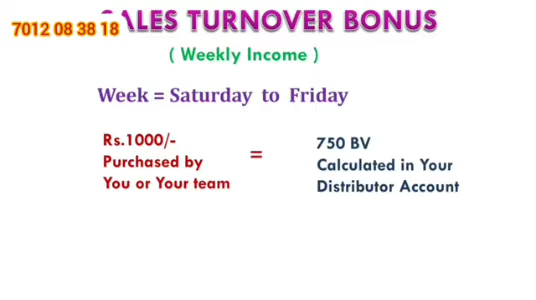 SALES TURNOVER BONUS
7012 08 38 18
( Weekly Income )
Week = Saturday to Friday
Rs.1000/-
Purchased by
You or Your team
=
750 BV
Calculated in Your
Distributor Account